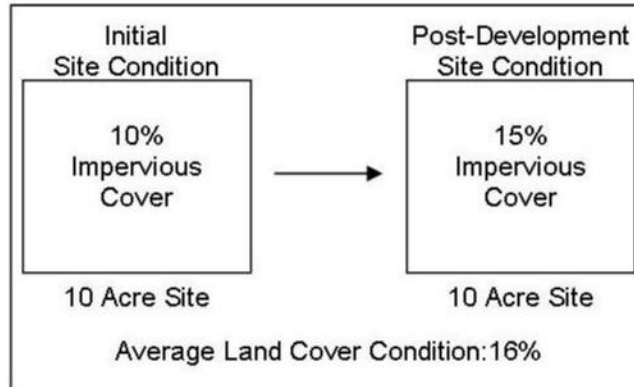 Initial
Site Condition
10%
Impervious
Cover
10 Acre Site
Post-Development
Site Condition
15%
Impervious
Cover
10 Acre Site
Average Land Cover Condition:16%